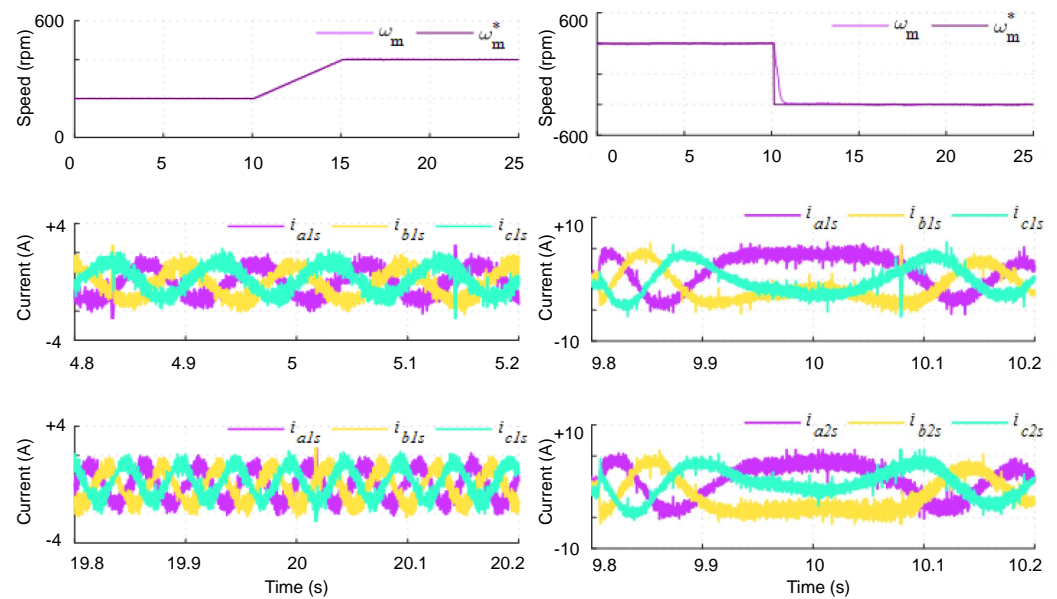 600
ω_m ω*_m
Speed (rpm)
0
0 5 10 15 20 25
+4
i_a1s i_b1s i_c1s
Current (A)
-4
4.8 4.9 5 5.1 5.2
+4
i_a1s i_b1s i_c1s
Current (A)
-4
19.8 19.9 20 20.1 20.2
Time (s)
600
ω_m ω*_m
Speed (rpm)
-600
0 5 10 15 20 25
+10
i_a1s i_b1s i_c1s
Current (A)
-10
9.8 9.9 10 10.1 10.2
+10
i_a2s i_b2s i_c2s
Current (A)
-10
9.8 9.9 10 10.1 10.2
Time (s)